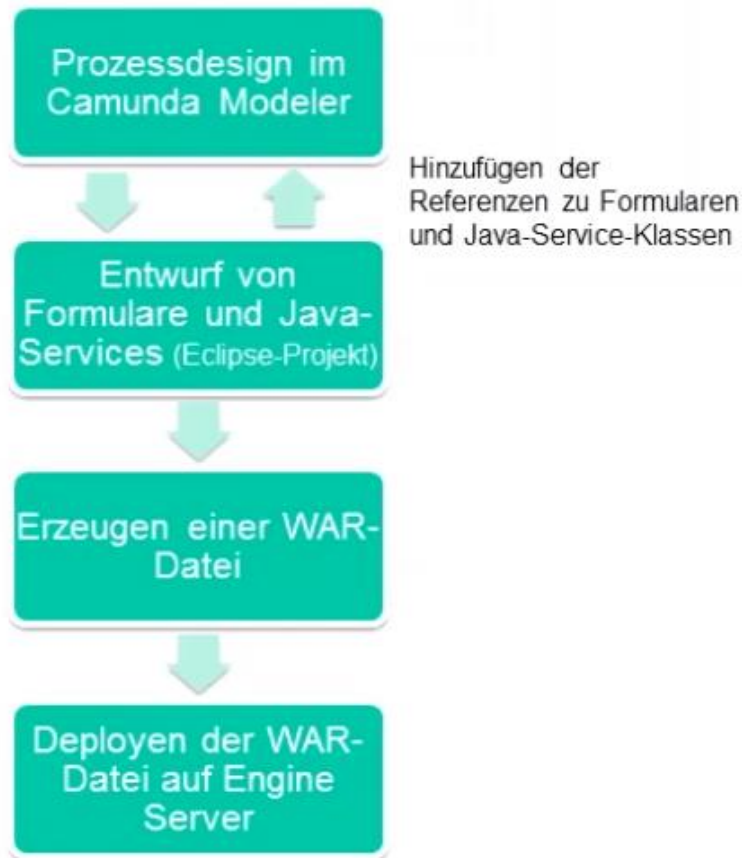 Prozessdesign im
Camunda Modeler
Hinzufügen der
Referenzen zu Formularen
und Java-Service-Klassen
Entwurf von
Formulare und Java-
Services (Eclipse-Projekt)
Erzeugen einer WAR-
Datei
Deployen der WAR-
Datei auf Engine
Server